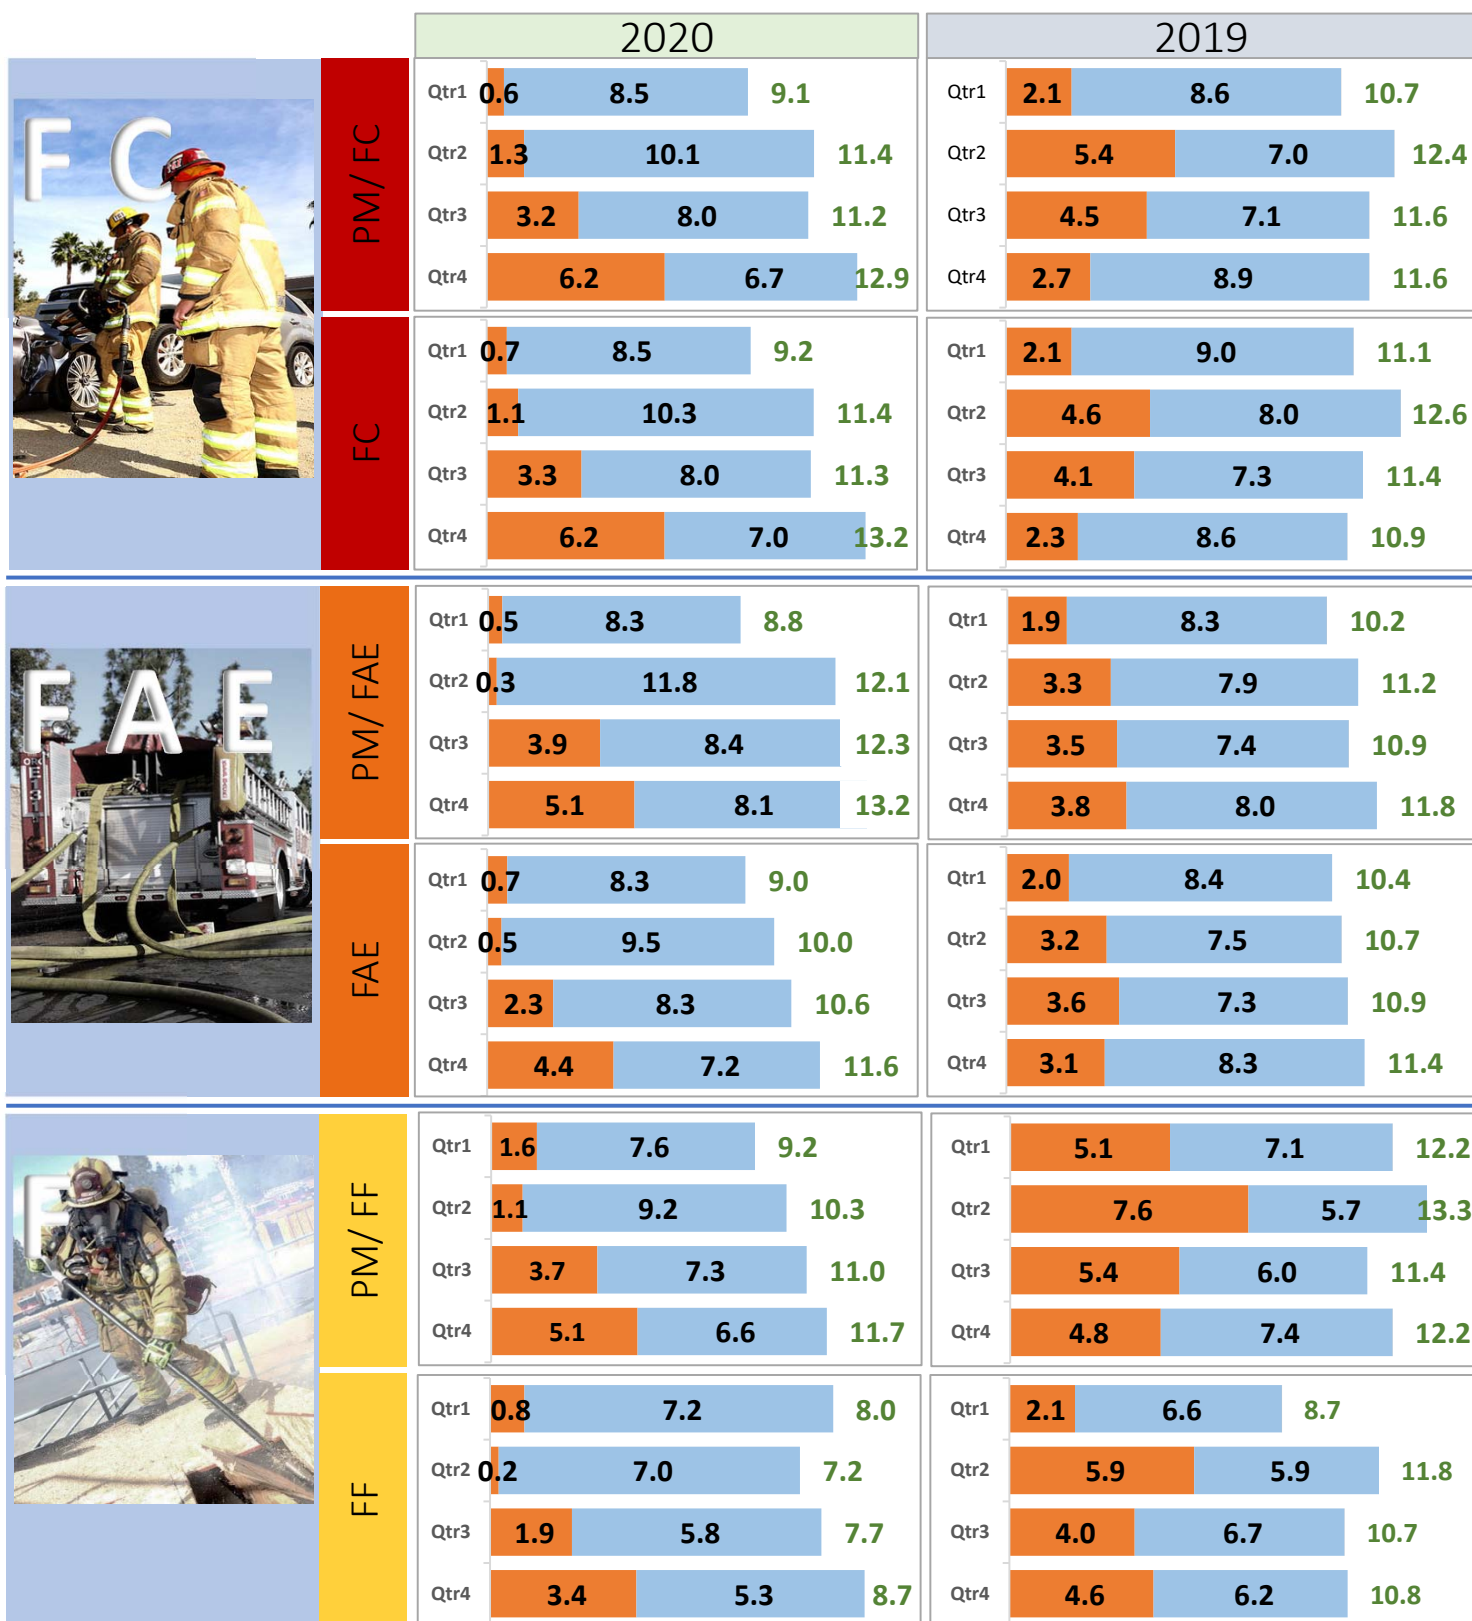 2020 2019
F C
PM/ FC
Qtr1 0.6 8.5 9.1
Qtr2 1.3 10.1 11.4
Qtr3 3.2 8.0 11.2
Qtr4 6.2 6.7 12.9
Qtr1 2.1 8.6 10.7
Qtr2 5.4 7.0 12.4
Qtr3 4.5 7.1 11.6
Qtr4 2.7 8.9 11.6
FC
Qtr1 0.7 8.5 9.2
Qtr2 1.1 10.3 11.4
Qtr3 3.3 8.0 11.3
Qtr4 6.2 7.0 13.2
Qtr1 2.1 9.0 11.1
Qtr2 4.6 8.0 12.6
Qtr3 4.1 7.3 11.4
Qtr4 2.3 8.6 10.9
F A E
PM/ FAE
Qtr1 0.5 8.3 8.8
Qtr2 0.3 11.8 12.1
Qtr3 3.9 8.4 12.3
Qtr4 5.1 8.1 13.2
Qtr1 1.9 8.3 10.2
Qtr2 3.3 7.9 11.2
Qtr3 3.5 7.4 10.9
Qtr4 3.8 8.0 11.8
FAE
Qtr1 0.7 8.3 9.0
Qtr2 0.5 9.5 10.0
Qtr3 2.3 8.3 10.6
Qtr4 4.4 7.2 11.6
Qtr1 2.0 8.4 10.4
Qtr2 3.2 7.5 10.7
Qtr3 3.6 7.3 10.9
Qtr4 3.1 8.3 11.4
F
PM/ FF
Qtr1 1.6 7.6 9.2
Qtr2 1.1 9.2 10.3
Qtr3 3.7 7.3 11.0
Qtr4 5.1 6.6 11.7
Qtr1 5.1 7.1 12.2
Qtr2 7.6 5.7 13.3
Qtr3 5.4 6.0 11.4
Qtr4 4.8 7.4 12.2
FF
Qtr1 0.8 7.2 8.0
Qtr2 0.2 7.0 7.2
Qtr3 1.9 5.8 7.7
Qtr4 3.4 5.3 8.7
Qtr1 2.1 6.6 8.7
Qtr2 5.9 5.9 11.8
Qtr3 4.0 6.7 10.7
Qtr4 4.6 6.2 10.8